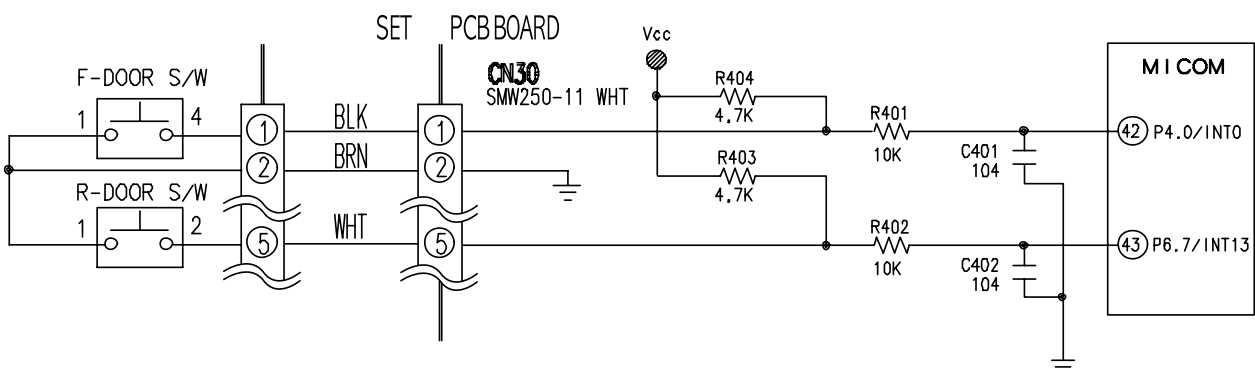 SET PCB BOARD
Vcc
CN30
SMW250-11 WHT
F-DOOR S/W
1 4
R404
4.7K
MICOM
1 BLK 1
R401
10K
42 P4.0/INT0
2 BRN 2
R403
4.7K
C401
104
R-DOOR S/W
1 2
5 WHT 5
R402
10K
43 P6.7/INT13
C402
104